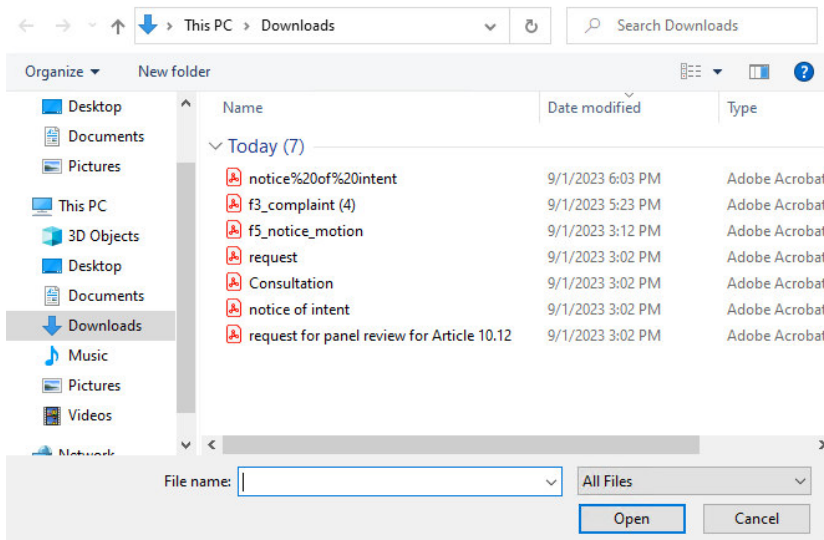 This PC > Downloads
Search Downloads
Organize
New folder
Desktop
Documents
Pictures
This PC
3D Objects
Desktop
Documents
Downloads
Music
Pictures
Videos
Network
Name Date modified Type
Today (7)
notice%20of%20intent 9/1/2023 6:03 PM Adobe Acrobat
f3_complaint (4) 9/1/2023 5:23 PM Adobe Acrobat
f5_notice_motion 9/1/2023 3:12 PM Adobe Acrobat
request 9/1/2023 3:02 PM Adobe Acrobat
Consultation 9/1/2023 3:02 PM Adobe Acrobat
notice of intent 9/1/2023 3:02 PM Adobe Acrobat
request for panel review for Article 10.12 9/1/2023 3:02 PM Adobe Acrobat
File name:
All Files
Open
Cancel